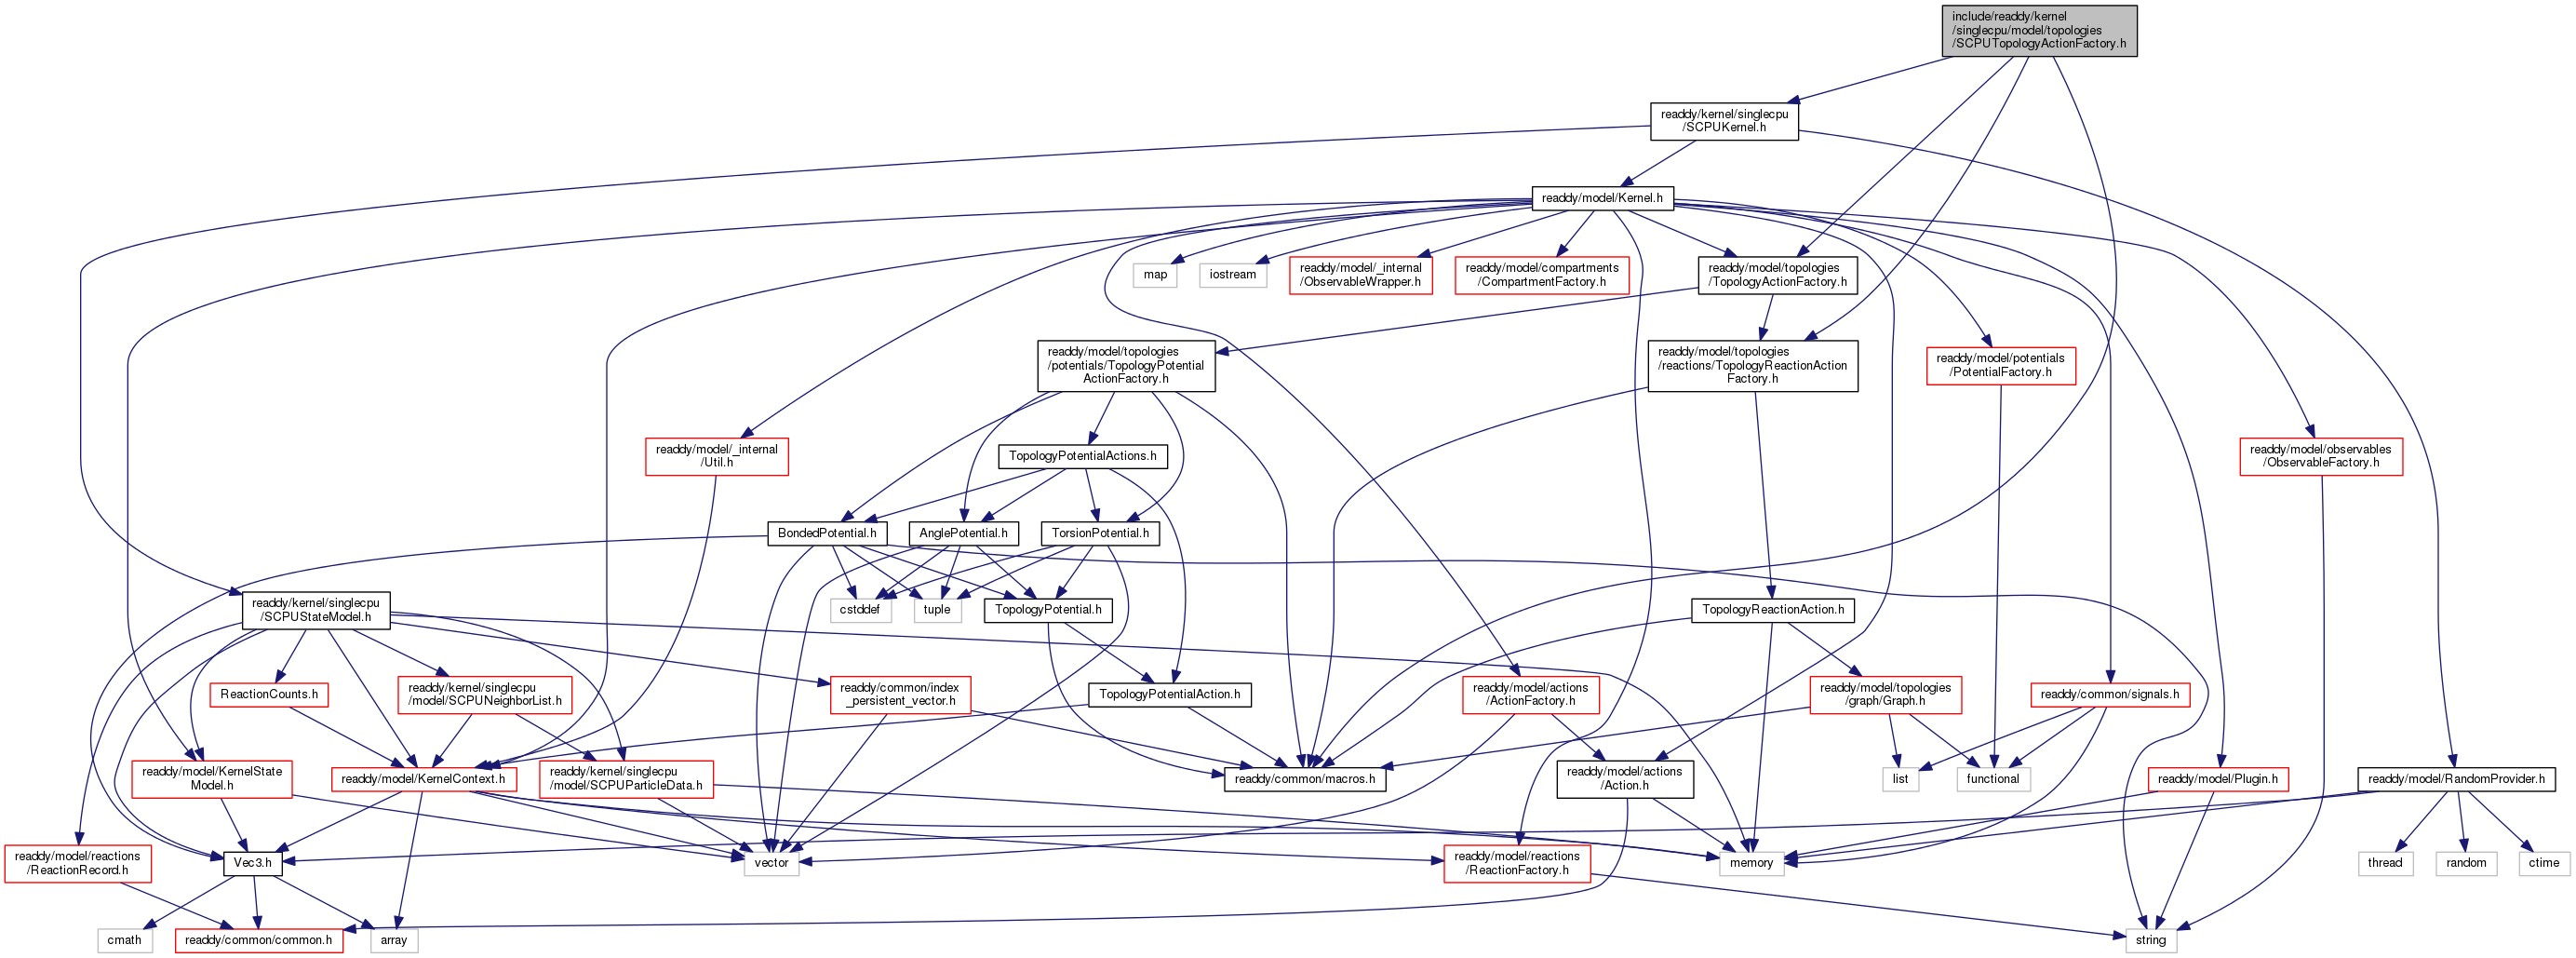 include/readdy/kernel
/singlecpu/model/topologies
/SCPUTopologyActionFactory.h
readdy/kernel/singlecpu
/SCPUKernel.h
readdy/model/Kernel.h
map
iostream
readdy/model/_internal
/ObservableWrapper.h
readdy/model/compartments
/CompartmentFactory.h
readdy/model/topologies
/TopologyActionFactory.h
readdy/model/topologies
/potentials/TopologyPotential
ActionFactory.h
readdy/model/topologies
/reactions/TopologyReactionAction
Factory.h
readdy/model/potentials
/PotentialFactory.h
readdy/model/_internal
/Util.h
TopologyPotentialActions.h
readdy/model/observables
/ObservableFactory.h
BondedPotential.h
AnglePotential.h
TorsionPotential.h
readdy/kernel/singlecpu
/SCPUStateModel.h
cstddef
tuple
TopologyPotential.h
TopologyReactionAction.h
ReactionCounts.h
readdy/kernel/singlecpu
/model/SCPUNeighborList.h
readdy/common/index
_persistent_vector.h
TopologyPotentialAction.h
readdy/model/actions
/ActionFactory.h
readdy/model/topologies
/graph/Graph.h
readdy/common/signals.h
readdy/model/KernelState
Model.h
readdy/model/KernelContext.h
readdy/kernel/singlecpu
/model/SCPUParticleData.h
readdy/common/macros.h
readdy/model/actions
/Action.h
list
functional
readdy/model/Plugin.h
readdy/model/RandomProvider.h
readdy/model/reactions
/ReactionRecord.h
Vec3.h
vector
readdy/model/reactions
/ReactionFactory.h
memory
thread
random
ctime
cmath
readdy/common/common.h
array
string